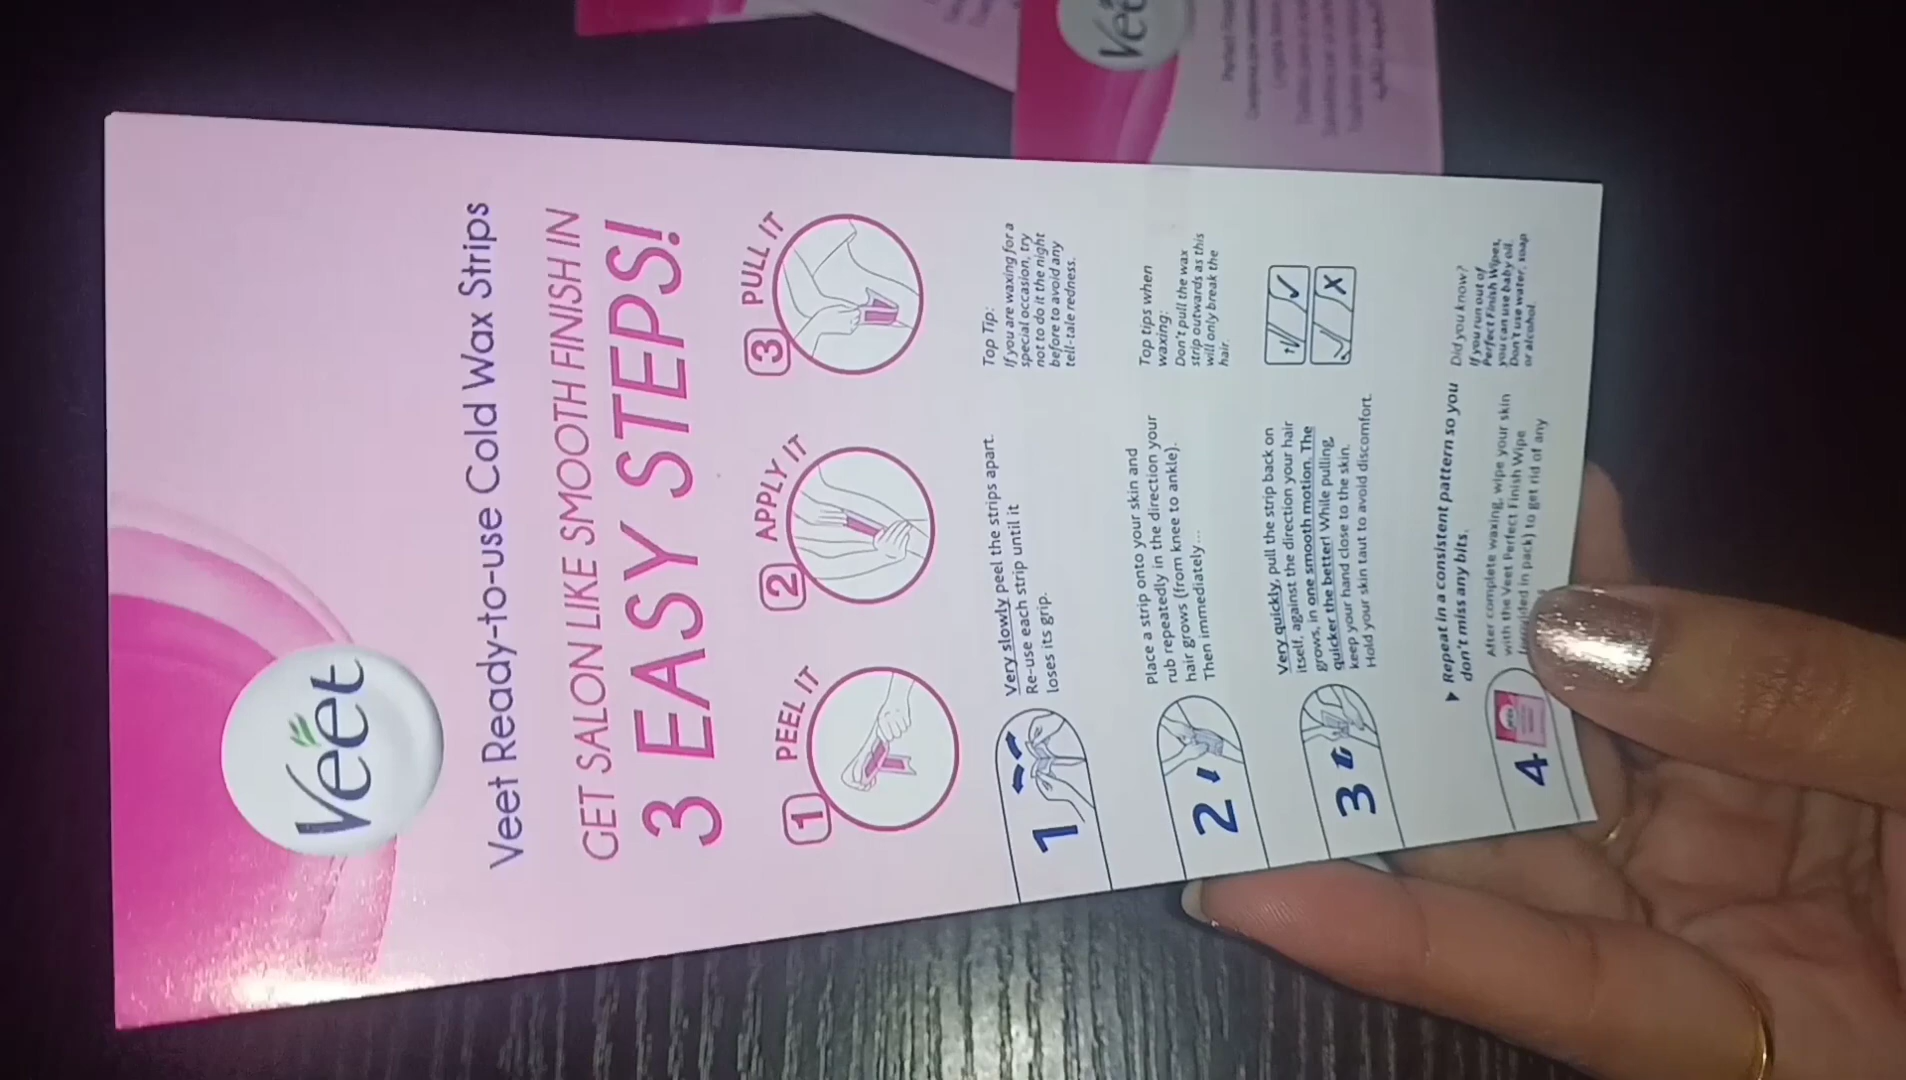 Veet
Veet Ready-to-use Cold Wax Strips
GET SALON LIKE SMOOTH FINISH IN
3 EASY STEPS!
1 PEEL IT
2 APPLY IT
3 PULL IT
1
Very slowly peel the strips apart.
Re-use each strip until it
loses its grip.
Top Tip:
If you are waxing for a
special occasion, try
not to do it the night
before to avoid any
tell-tale redness.
2
Place a strip onto your skin and
rub repeatedly in the direction your
hair grows (from knee to ankle).
Then immediately...
Top tips when
waxing:
Don't pull the wax
strip outwards as this
will only break the
hair.
3
Very quickly, pull the strip back on
itself, against the direction your hair
grows, in one smooth motion. The
quicker the better! While pulling,
keep your hand close to the skin.
Hold your skin taut to avoid discomfort.
▶ Repeat in a consistent pattern so you
don't miss any bits.
4
After complete waxing, wipe your skin
with the Veet Perfect Finish Wipe
in pack) to get rid of any
Did you know?
If you run out of
Perfect Finish Wipes,
you can use baby oil.
Don't use water, soap
or alcohol.
Veet
Perfect